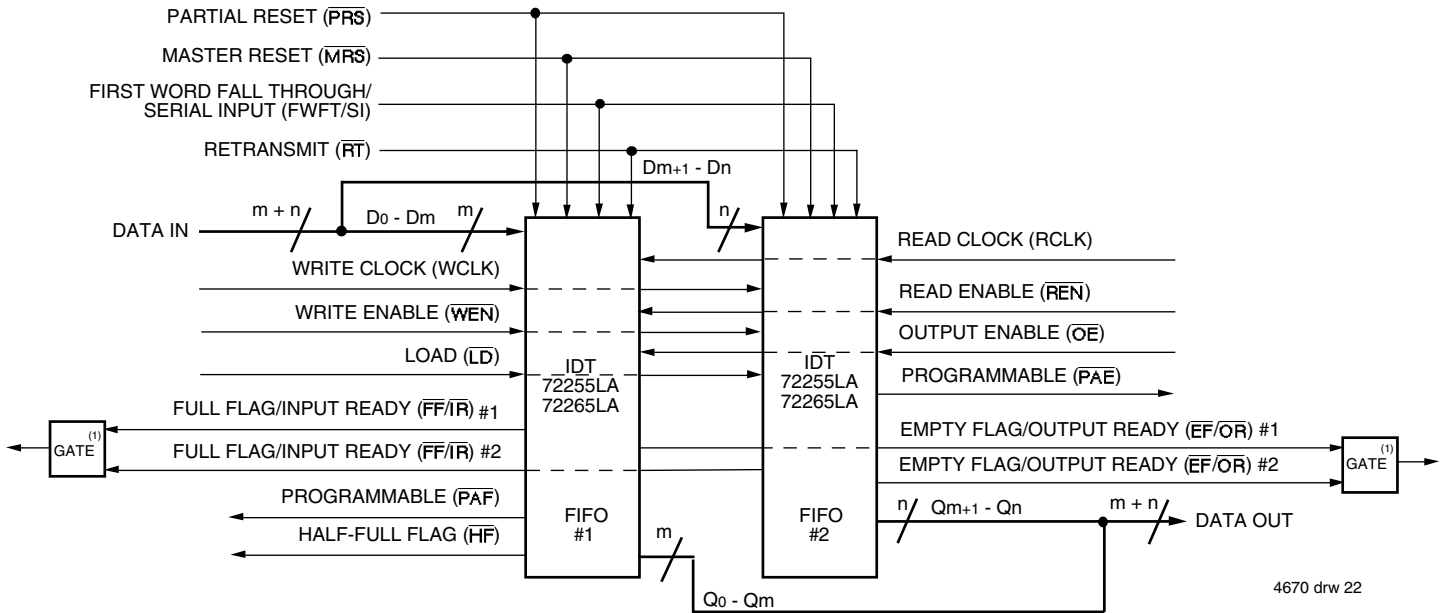 PARTIAL RESET (PRS)
MASTER RESET (MRS)
FIRST WORD FALL THROUGH/
SERIAL INPUT (FWFT/SI)
RETRANSMIT (RT)
Dm+1 - Dn
m + n
D0 - Dm
m
n
DATA IN
READ CLOCK (RCLK)
WRITE CLOCK (WCLK)
READ ENABLE (REN)
WRITE ENABLE (WEN)
OUTPUT ENABLE (OE)
LOAD (LD)
IDT
72255LA
72265LA
IDT
72255LA
72265LA
PROGRAMMABLE (PAE)
FULL FLAG/INPUT READY (FF/IR) #1
EMPTY FLAG/OUTPUT READY (EF/OR) #1
GATE (1)
FULL FLAG/INPUT READY (FF/IR) #2
EMPTY FLAG/OUTPUT READY (EF/OR) #2
GATE (1)
PROGRAMMABLE (PAF)
HALF-FULL FLAG (HF)
FIFO
#1
m
FIFO
#2
n
Qm+1 - Qn
m + n
DATA OUT
Q0 - Qm
4670 drw 22